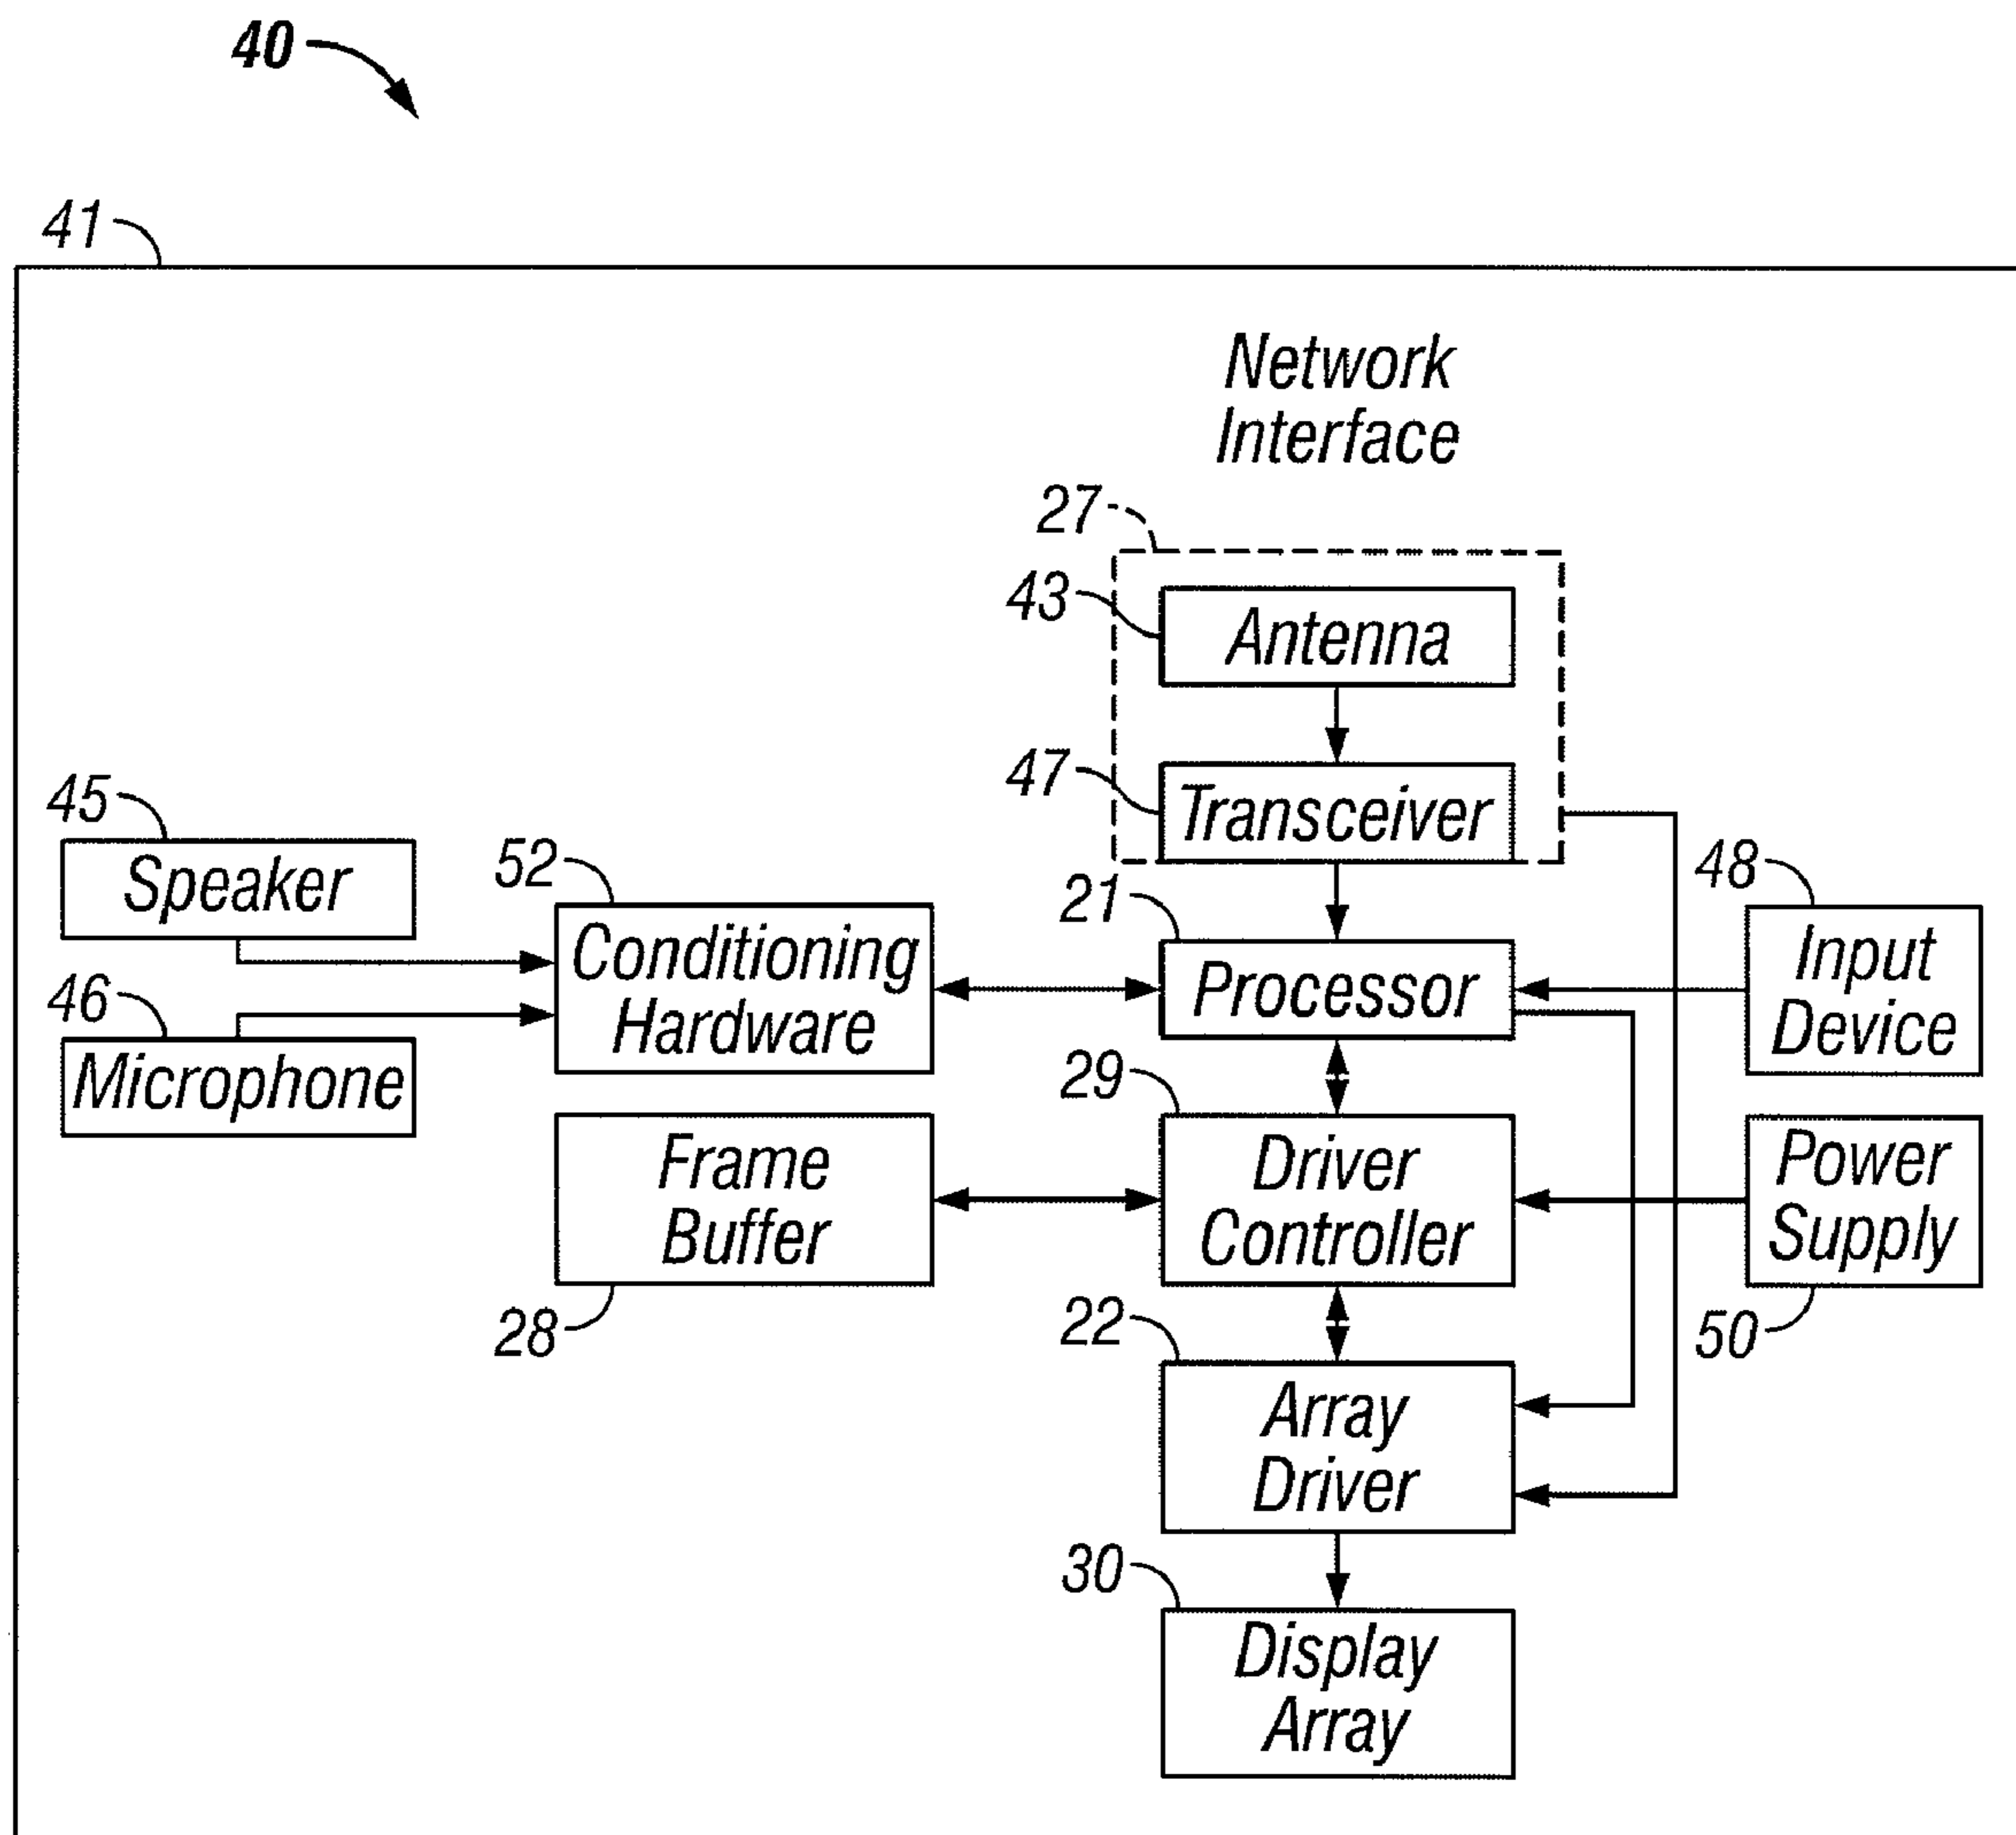 40
41
Network
Interface
27
43
Antenna
47
Transceiver
45
Speaker
52
Conditioning
Hardware
21
Processor
48
Input
Device
46
Microphone
29
Driver
Controller
Frame
Buffer
28
Power
Supply
50
22
Array
Driver
30
Display
Array